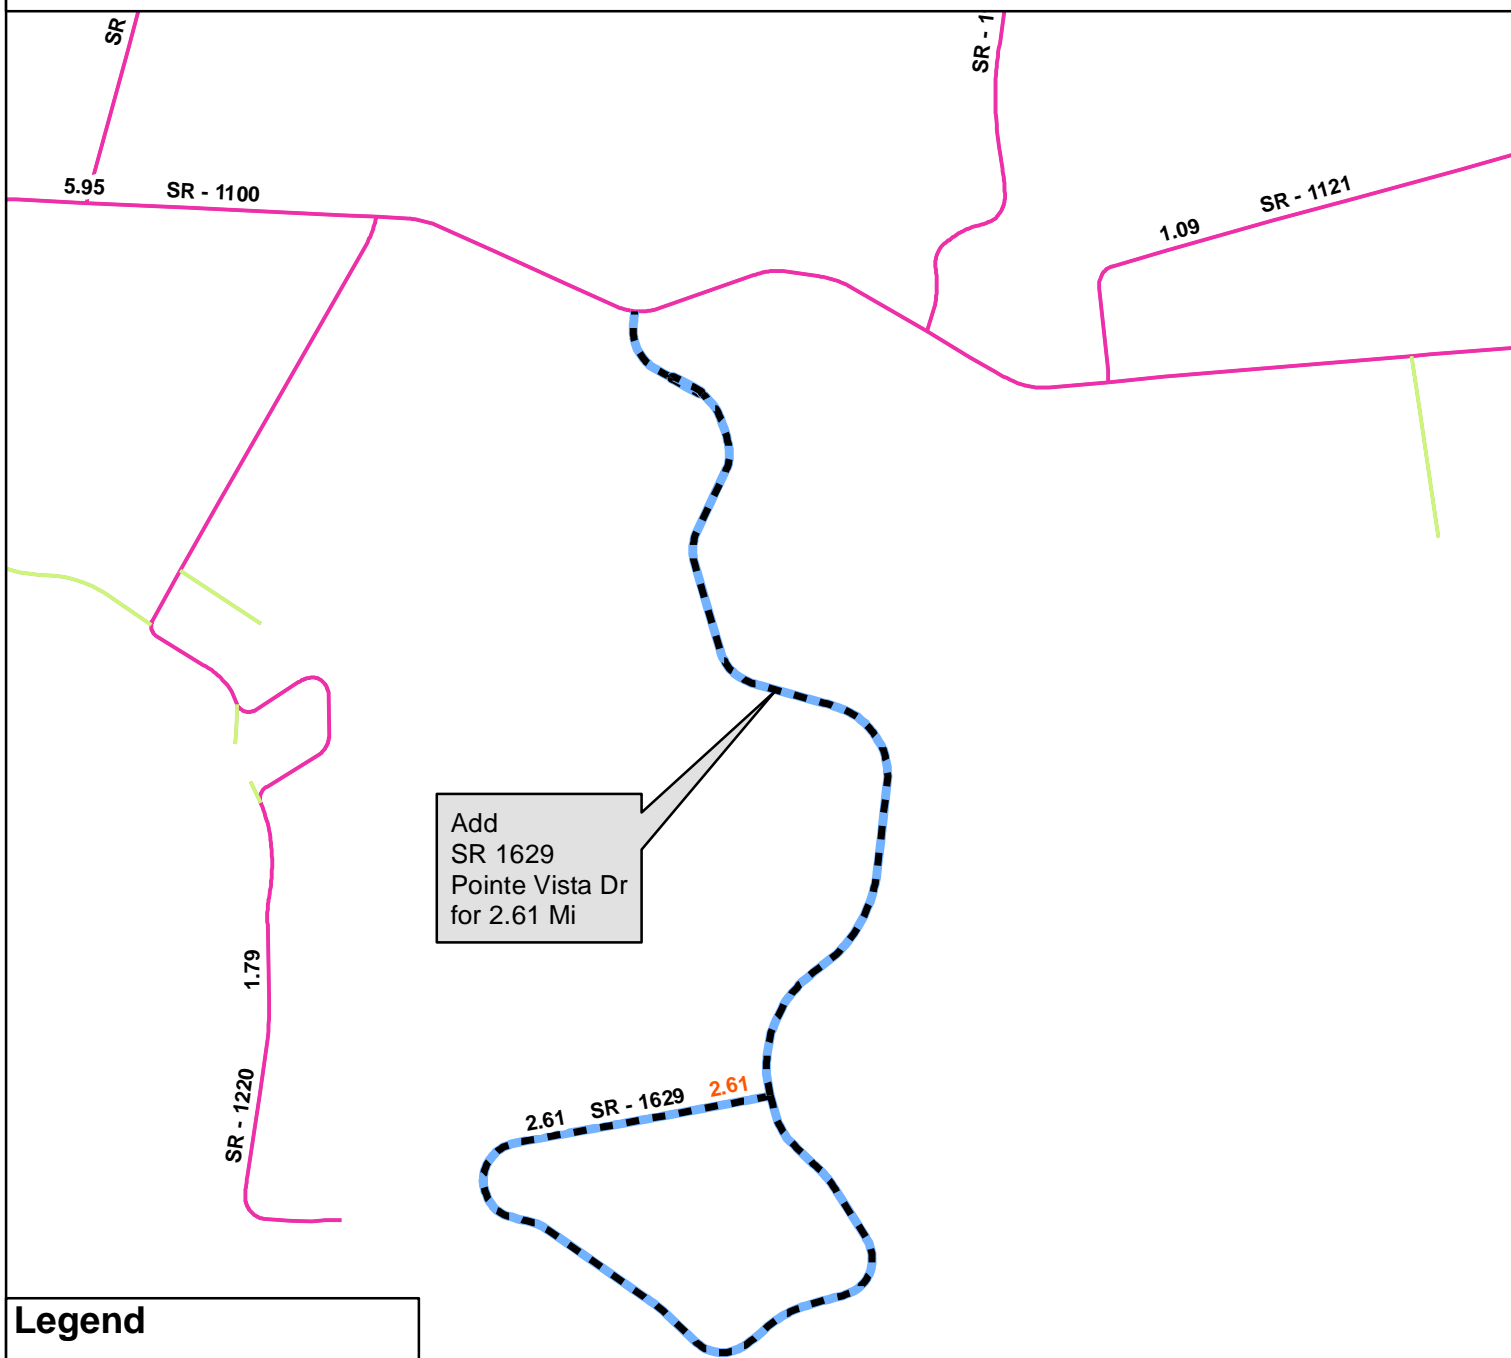 SR
SR - 1
5.95
SR - 1100
SR - 1121
1.09
Add
SR 1629
Pointe Vista Dr
for 2.61 Mi
1.79
SR - 1220
2.61
SR - 1629
2.61
Legend